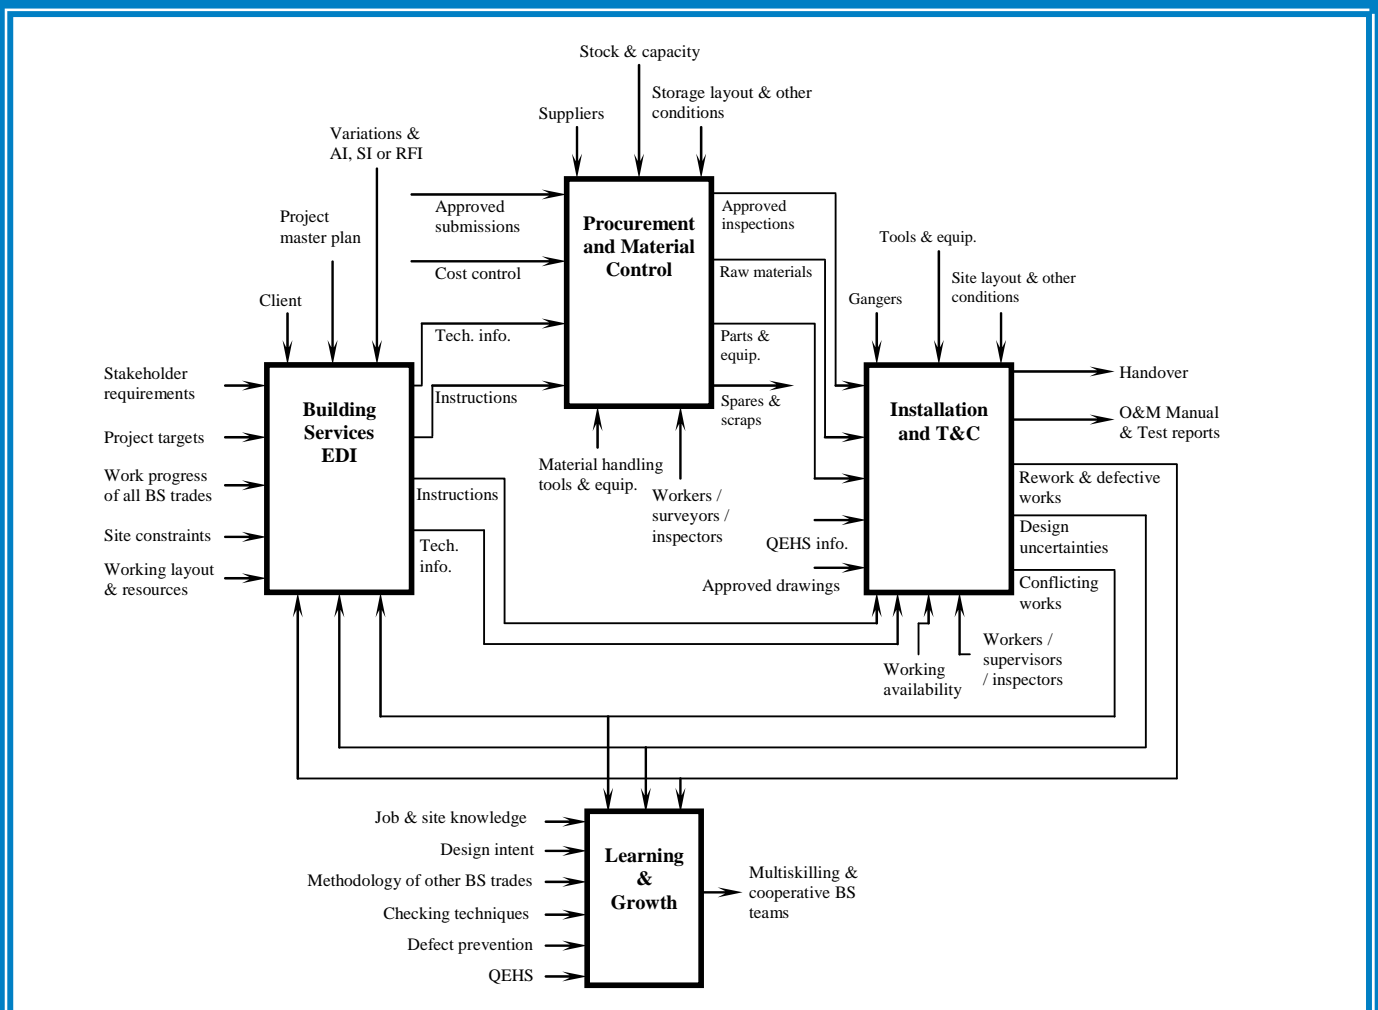 Stock & capacity
Storage layout & other
conditions
Suppliers
Variations &
AI, SI or RFI
Project
master plan
Client
Approved
submissions
Cost control
Tech. info.
Instructions
Procurement
and Material
Control
Approved
inspections
Raw materials
Parts &
equip.
Spares &
scraps
Tools & equip.
Site layout & other
conditions
Gangers
Stakeholder
requirements
Project targets
Work progress
of all BS trades
Site constraints
Working layout
& resources
Building
Services
EDI
Instructions
Tech.
info.
Material handling
tools & equip.
Workers /
surveyors /
inspectors
QEHS info.
Approved drawings
Installation
and T&C
Handover
O&M Manual
& Test reports
Rework & defective
works
Design
uncertainties
Conflicting
works
Working
availability
Workers /
supervisors
/ inspectors
Job & site knowledge
Design intent
Methodology of other BS trades
Checking techniques
Defect prevention
QEHS
Learning
&
Growth
Multiskilling &
cooperative BS
teams